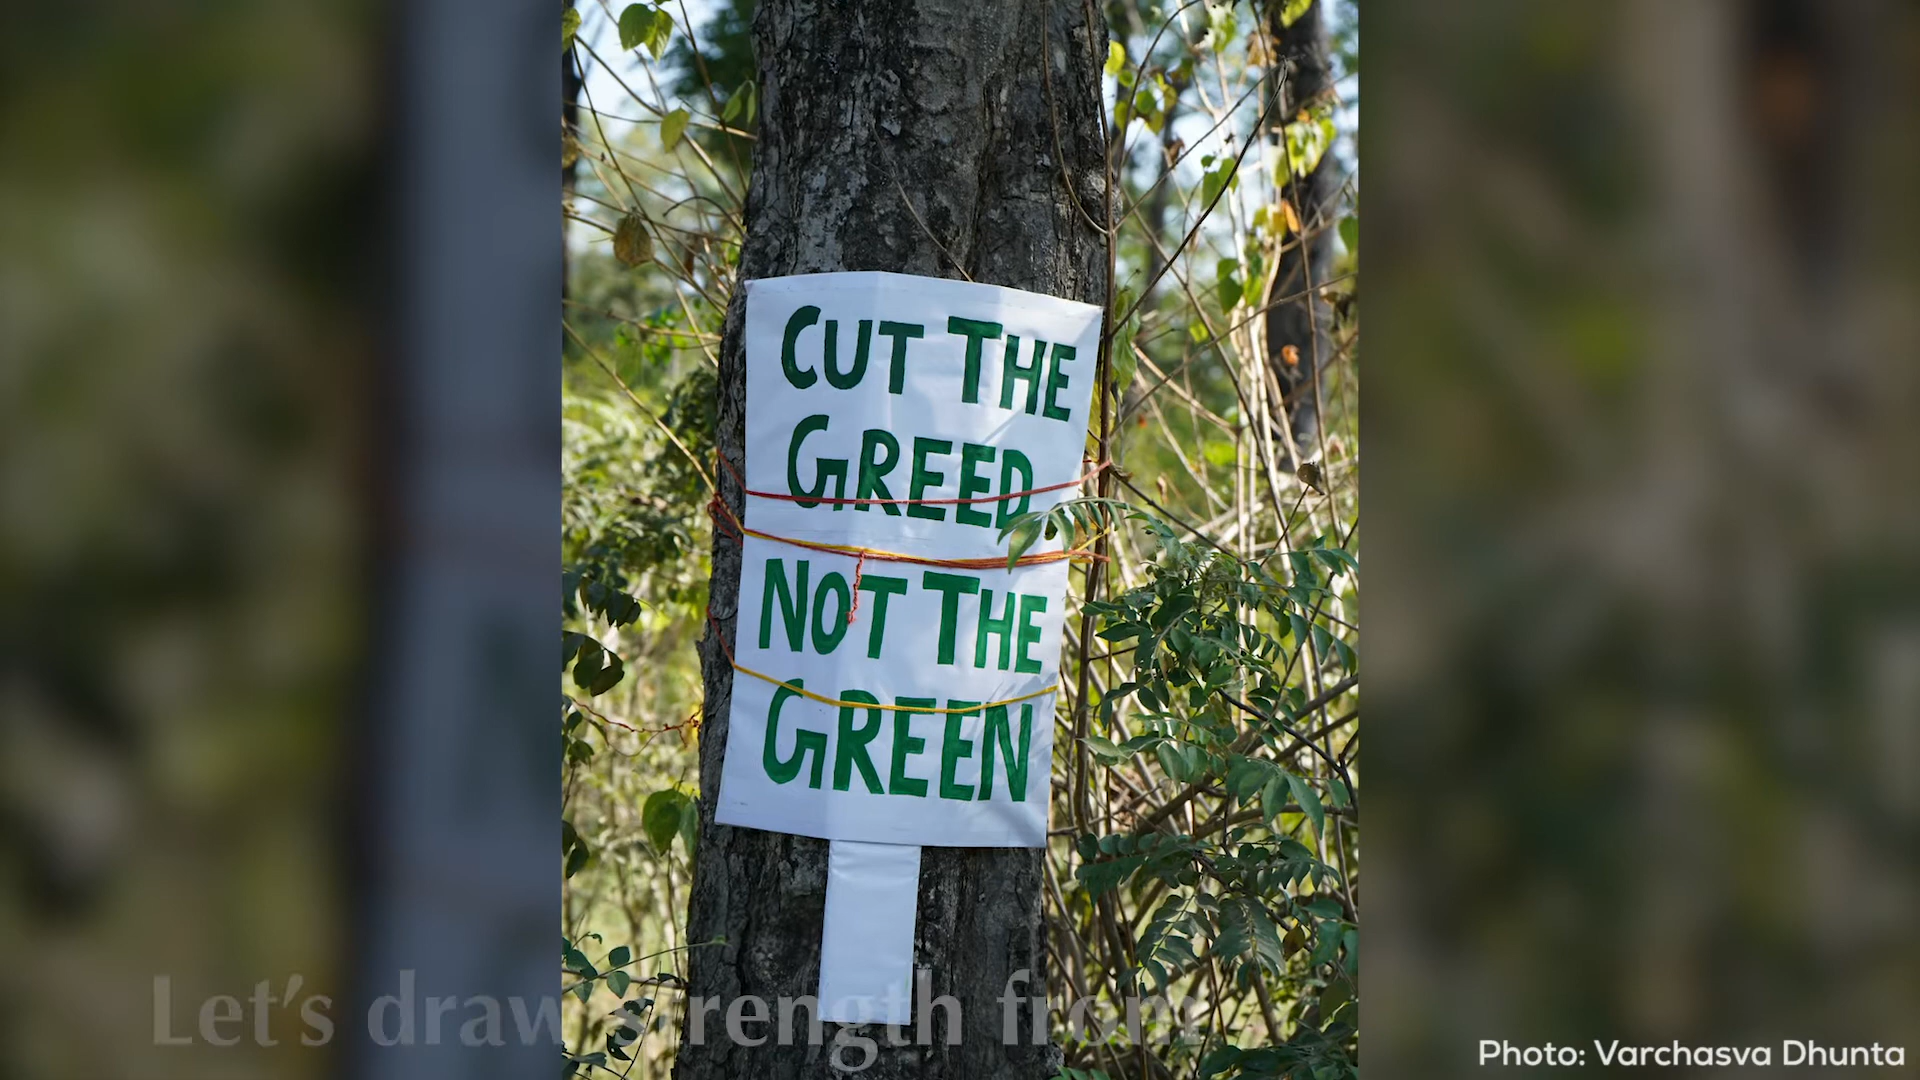 CUT THE
GREED
NOT THE
GREEN
Let's draw strength from
Photo: Varchasva Dhunta